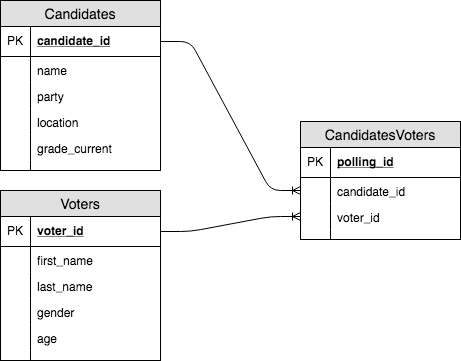 Candidates
PK candidate_id
name
party
location
grade_current
Voters
PK voter_id
first_name
last_name
gender
age
CandidatesVoters
PK polling_id
candidate_id
voter_id